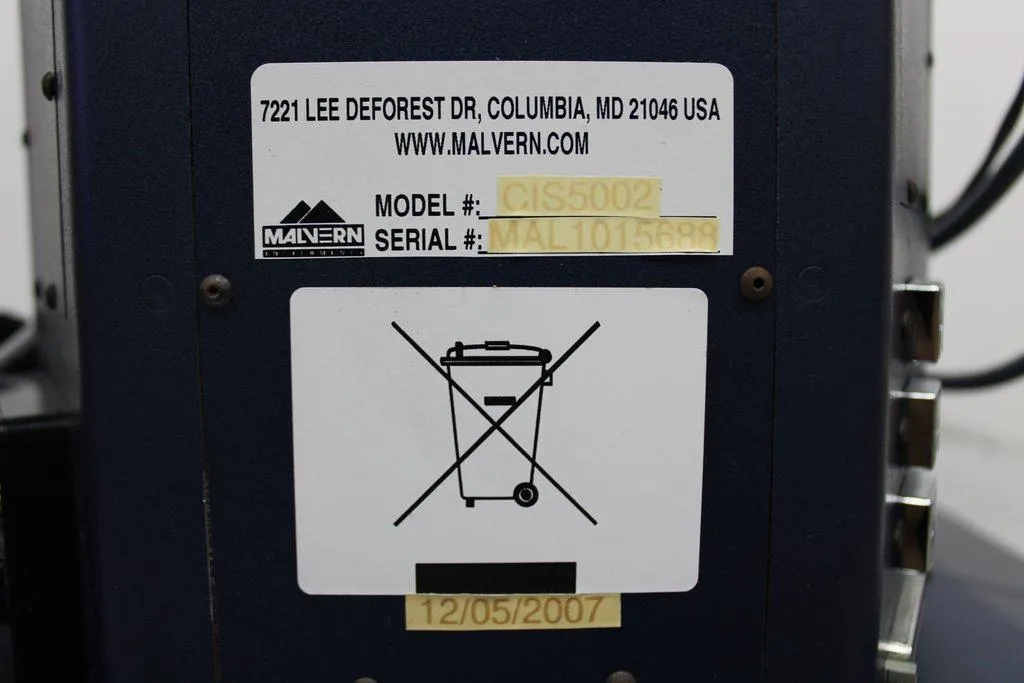 7221 LEE DEFOREST DR, COLUMBIA, MD 21046 USA
WWW.MALVERN.COM
MODEL #: CIS5002
MALVERN
SERIAL #: MAL1015688
12/05/2007